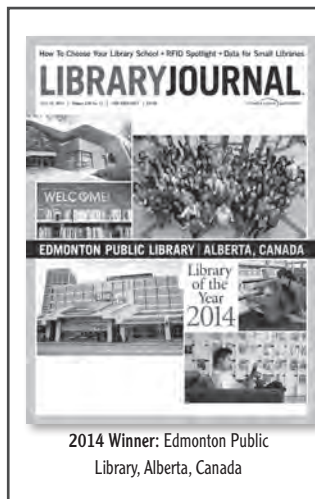 How To Choose Your Library School • RFID Spotlight • Data for Small Libraries
LIBRARYJOURNAL
WELCOME!
EDMONTON PUBLIC LIBRARY | ALBERTA, CANADA
Library
of the
Year
2014
2014 Winner: Edmonton Public
Library, Alberta, Canada